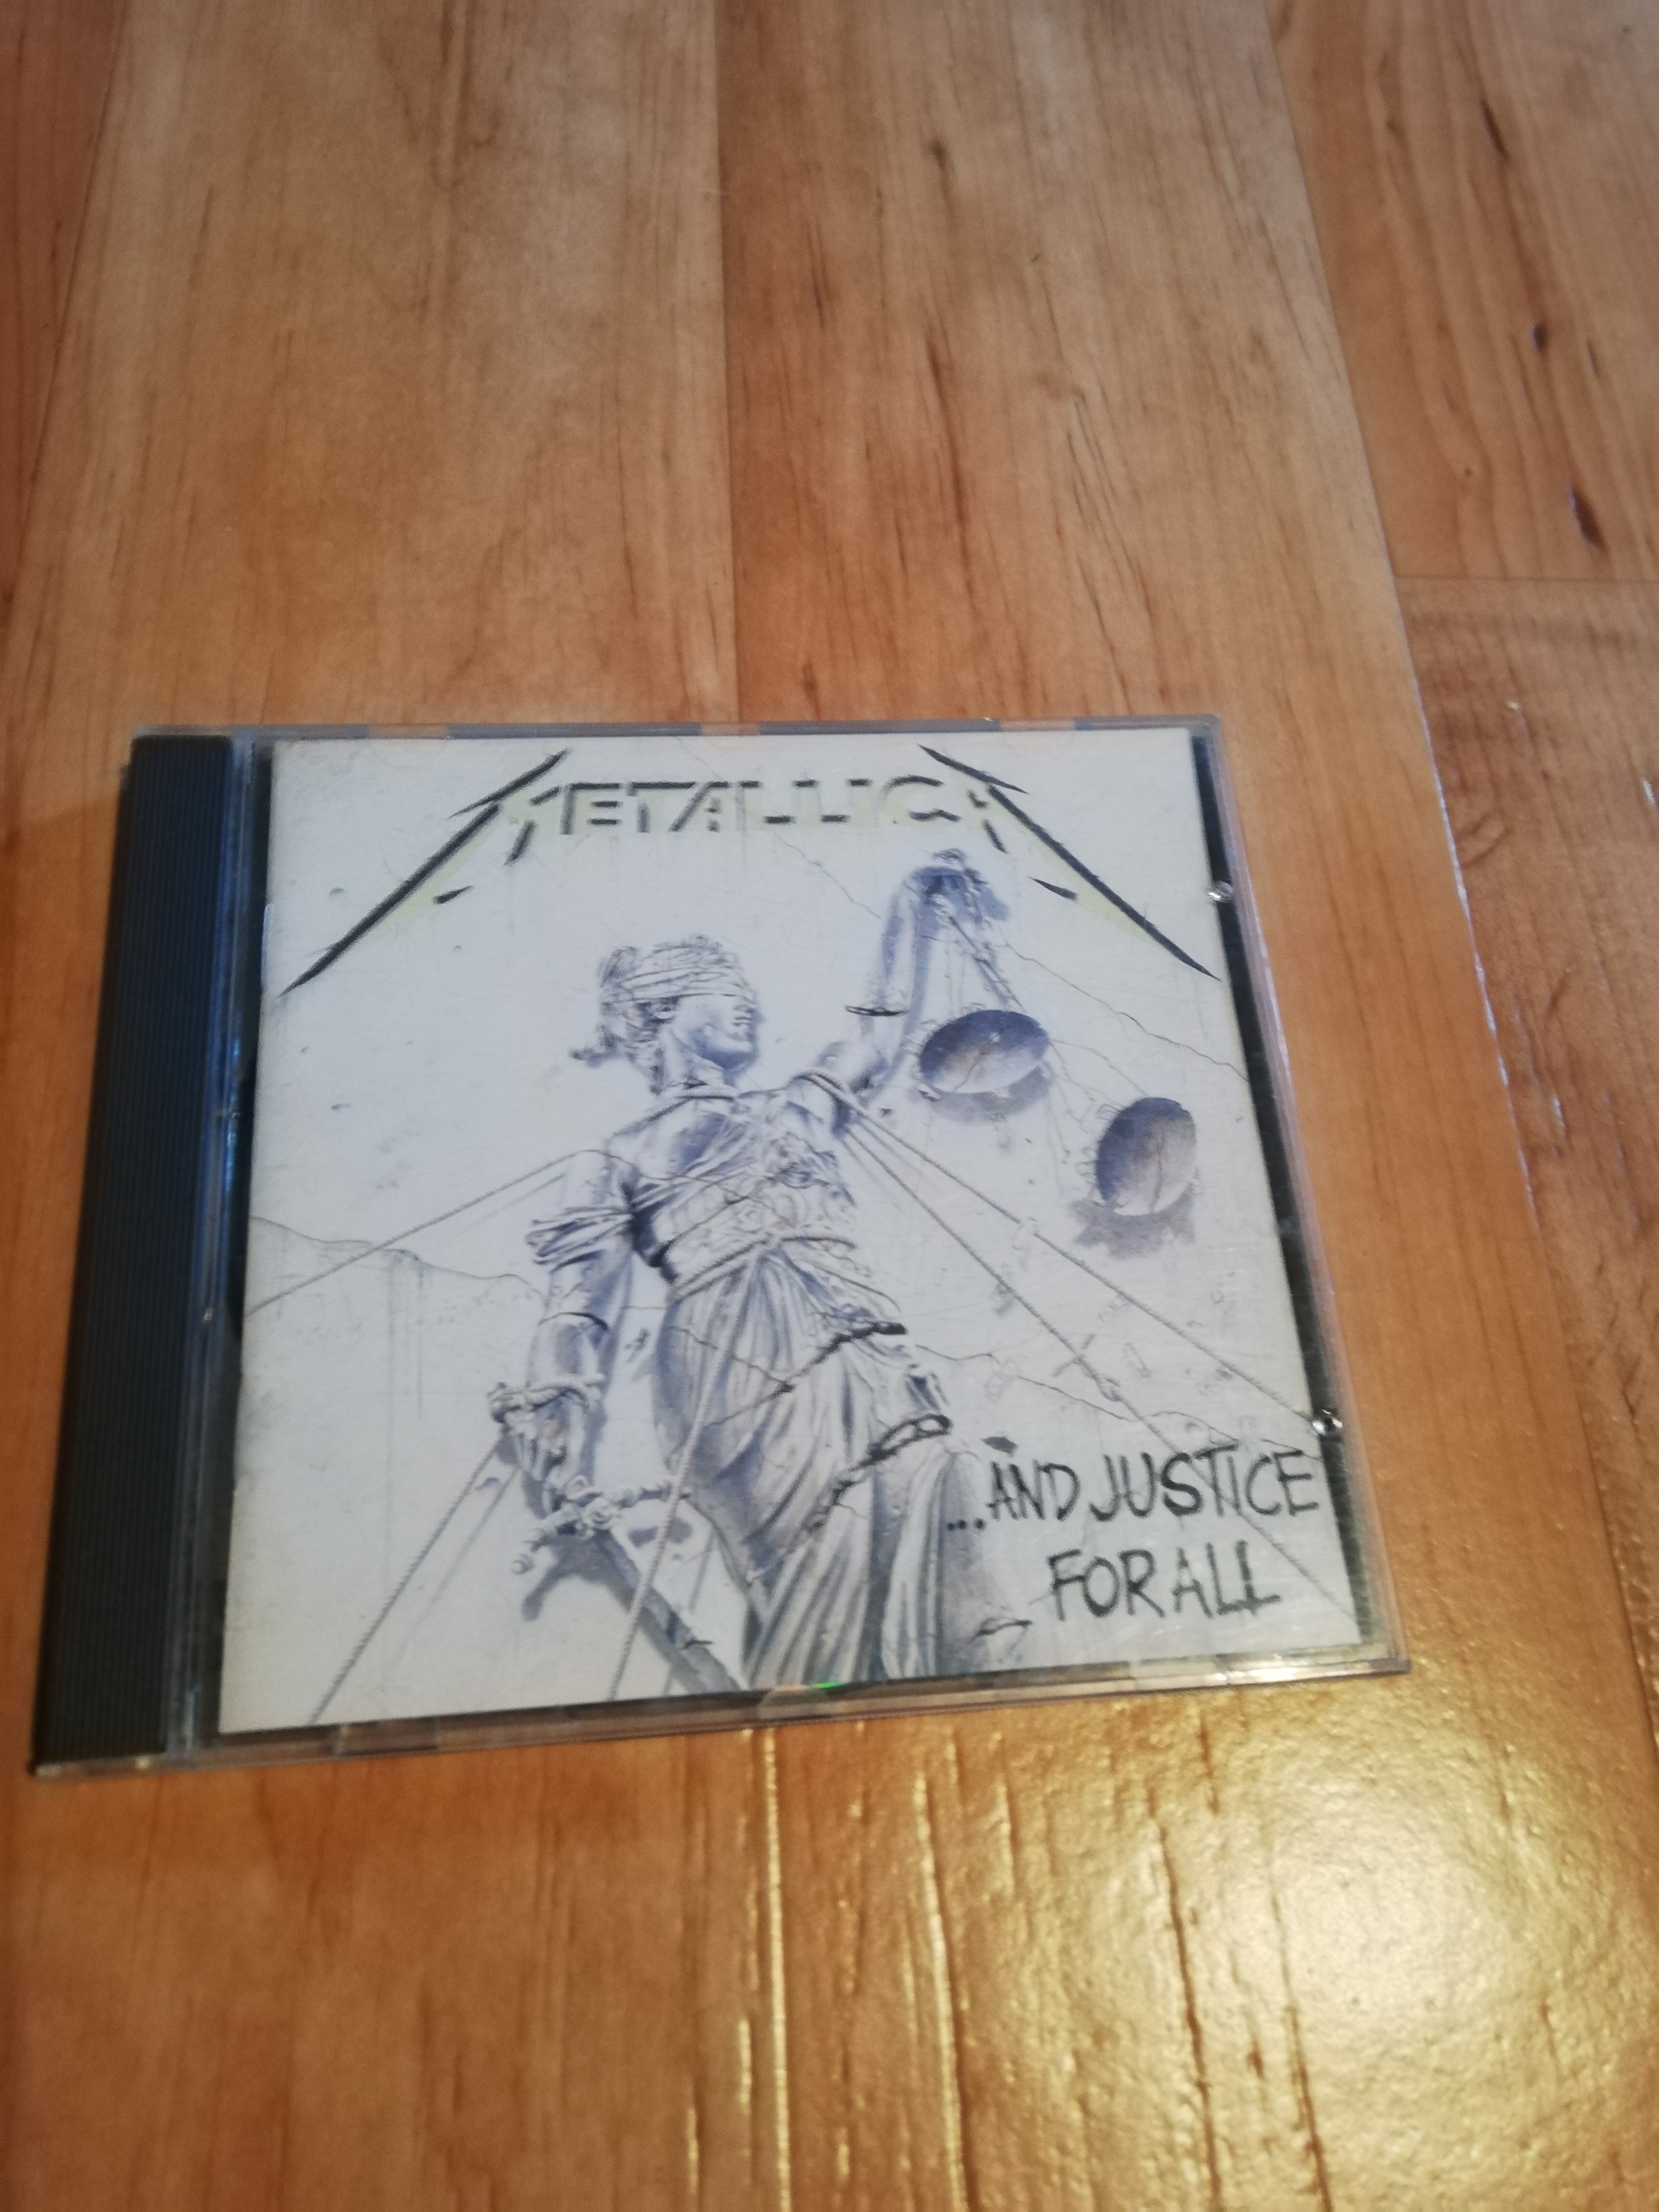 METALLICA
...AND JUSTICE
FOR ALL